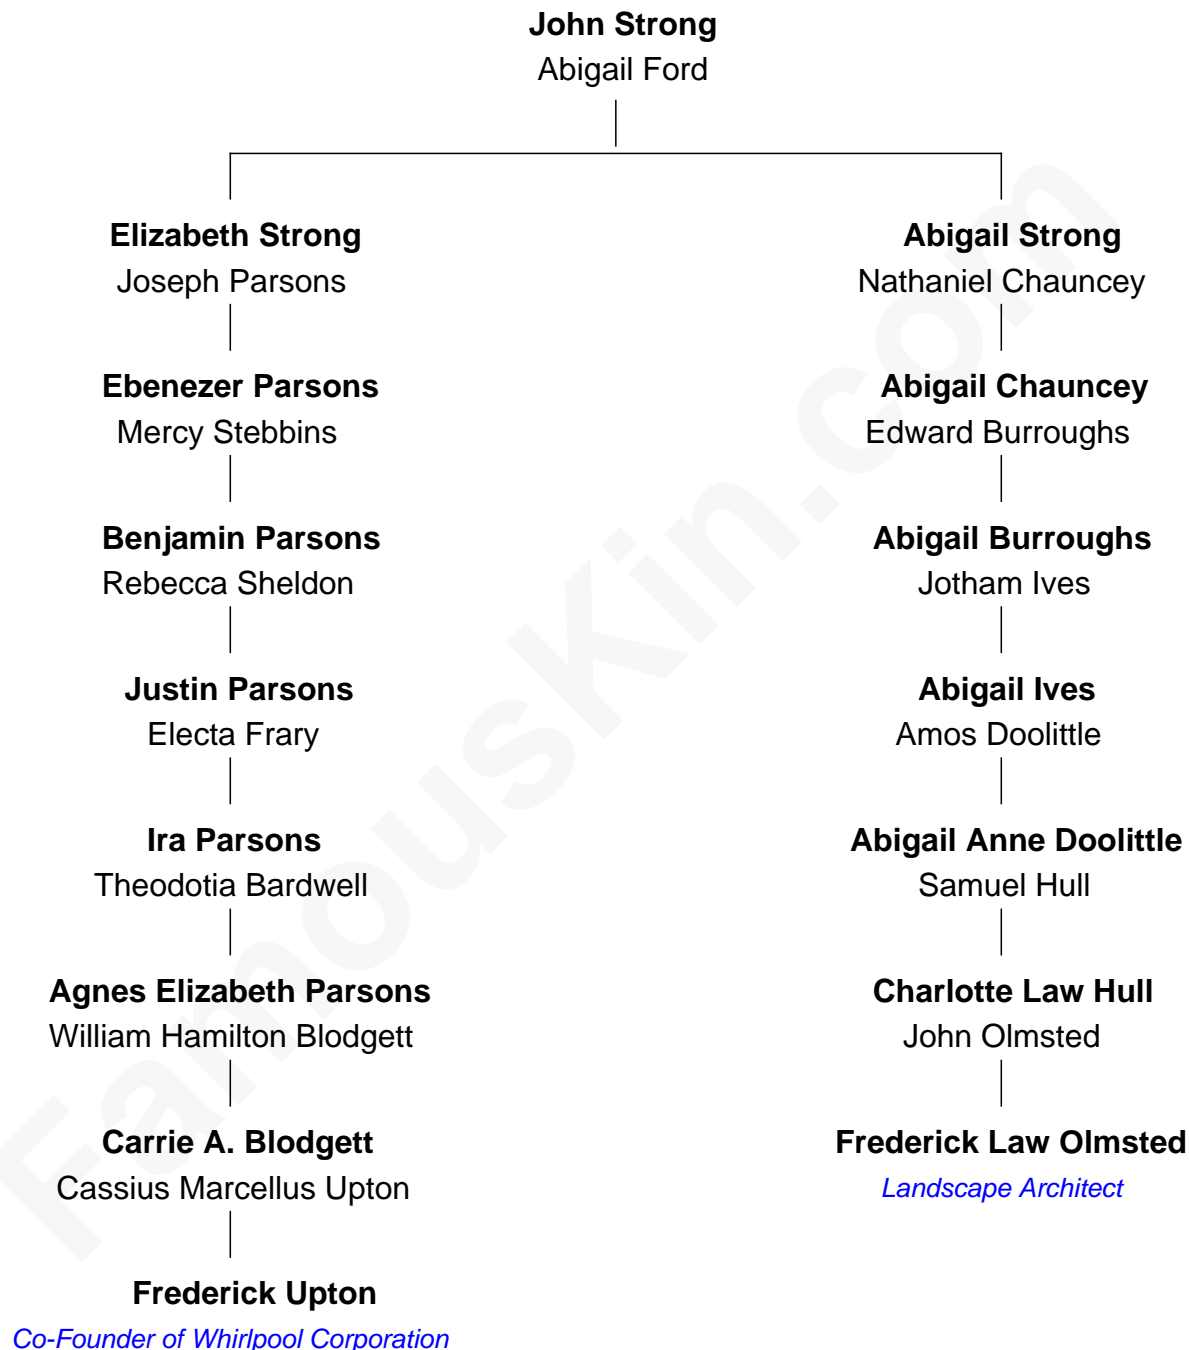 John Strong
Abigail Ford
Elizabeth Strong
Joseph Parsons
Abigail Strong
Nathaniel Chauncey
Ebenezer Parsons
Mercy Stebbins
Abigail Chauncey
Edward Burroughs
Benjamin Parsons
Rebecca Sheldon
Abigail Burroughs
Jotham Ives
Justin Parsons
Electa Frary
Abigail Ives
Amos Doolittle
Ira Parsons
Theodotia Bardwell
Abigail Anne Doolittle
Samuel Hull
Agnes Elizabeth Parsons
William Hamilton Blodgett
Charlotte Law Hull
John Olmsted
Carrie A. Blodgett
Cassius Marcellus Upton
Frederick Law Olmsted
Landscape Architect
Frederick Upton
Co-Founder of Whirlpool Corporation
FamousKin.com